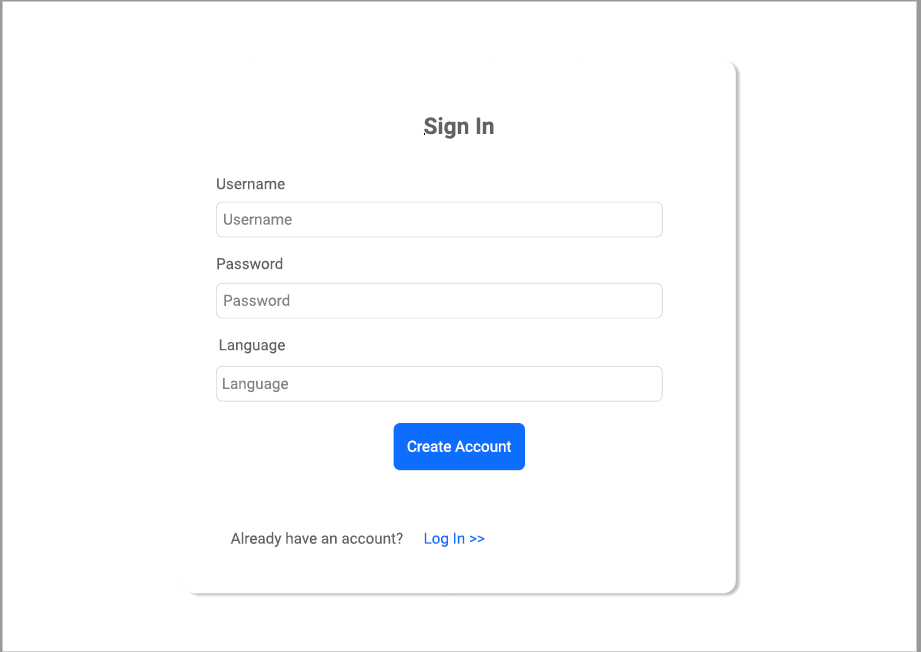 Sign In
Username
Username
Password
Password
Language
Language
Create Account
Already have an account? Log In >>